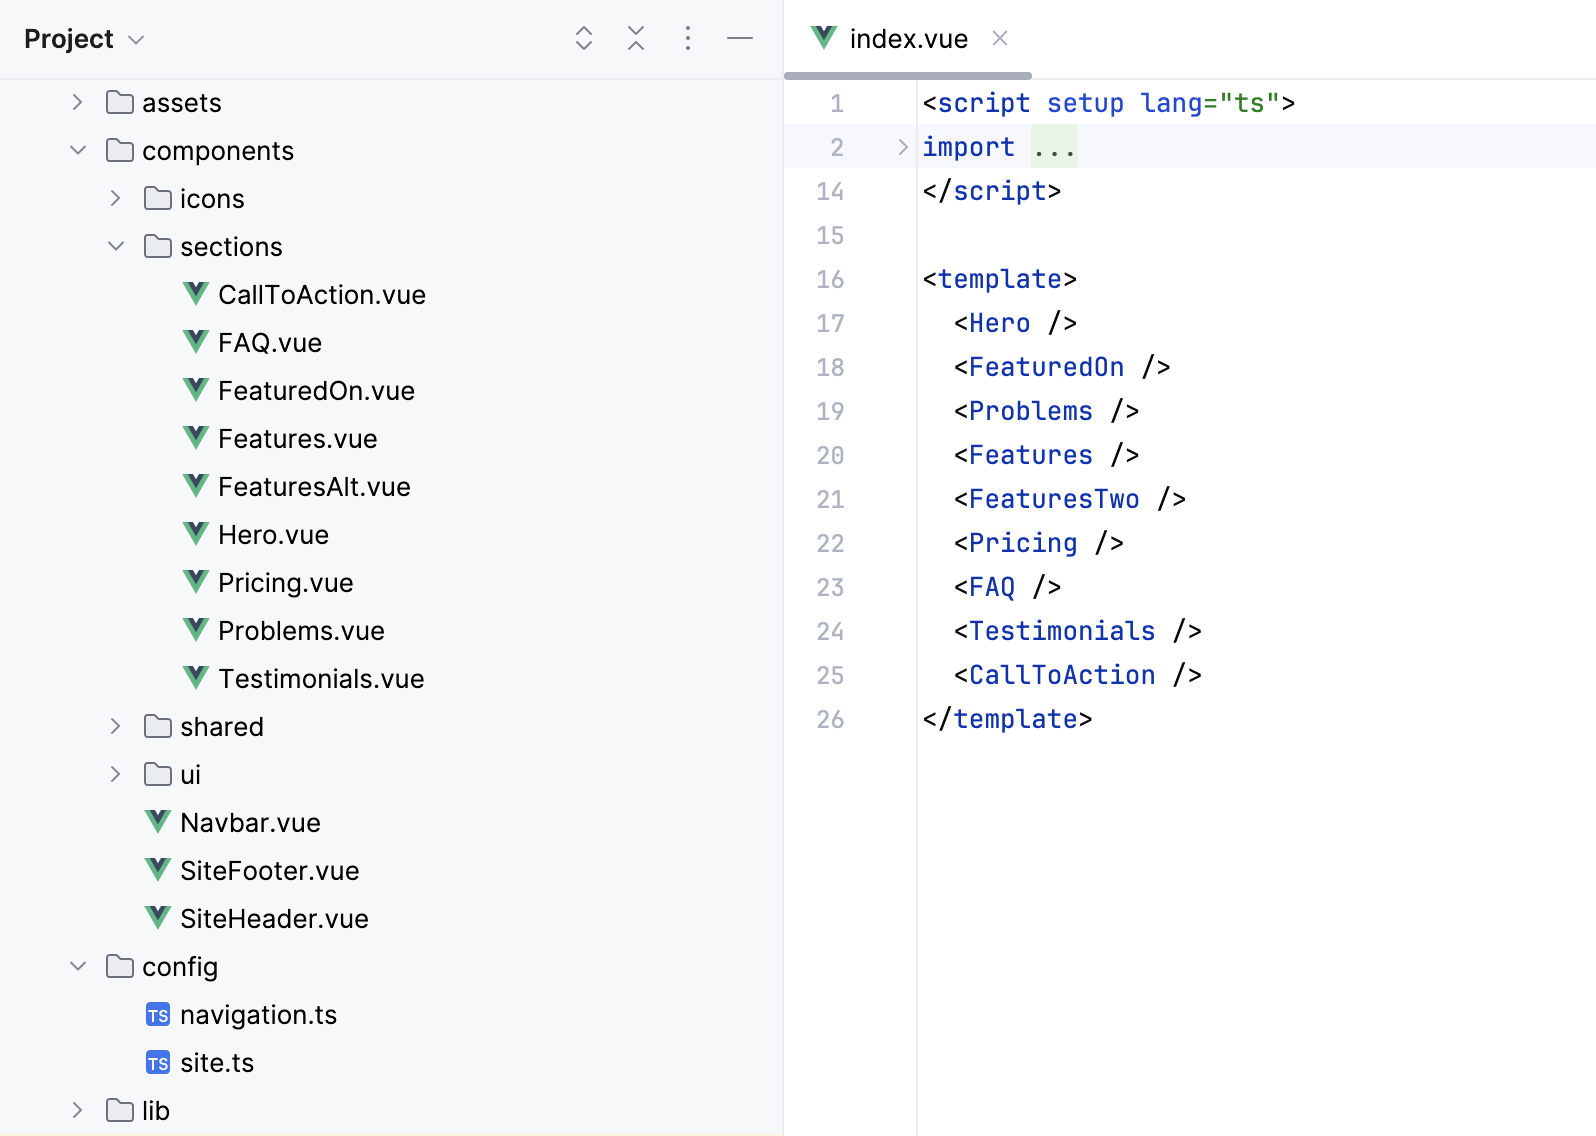 Project
assets
components
icons
sections
CallToAction.vue
FAQ.vue
FeaturedOn.vue
Features.vue
FeaturesAlt.vue
Hero.vue
Pricing.vue
Problems.vue
Testimonials.vue
shared
ui
Navbar.vue
SiteFooter.vue
SiteHeader.vue
config
TS navigation.ts
TS site.ts
lib
index.vue
1 <script setup lang="ts">
2 import ...
14 </script>
15
16 <template>
17 <Hero />
18 <FeaturedOn />
19 <Problems />
20 <Features />
21 <FeaturesTwo />
22 <Pricing />
23 <FAQ />
24 <Testimonials />
25 <CallToAction />
26 </template>